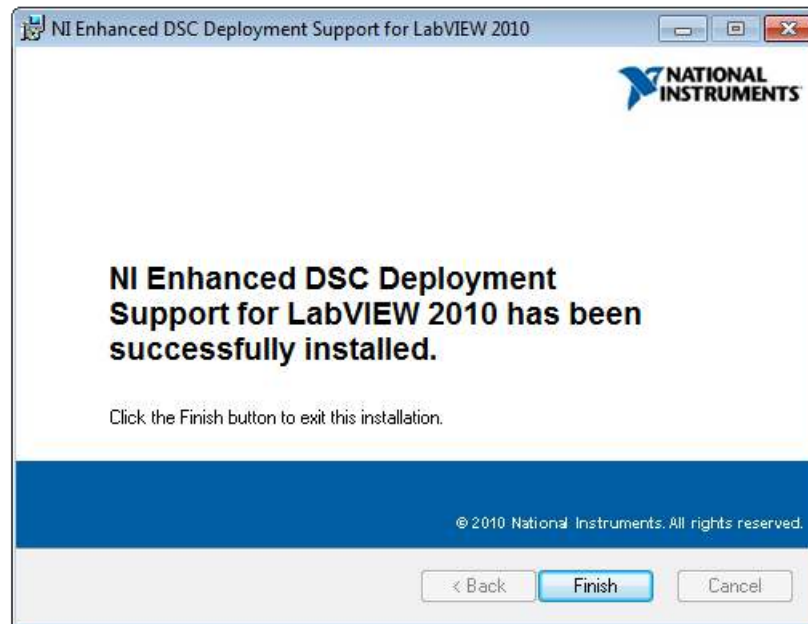 NI Enhanced DSC Deployment Support for LabVIEW 2010
NATIONAL
INSTRUMENTS
NI Enhanced DSC Deployment
Support for LabVIEW 2010 has been
successfully installed.
Click the Finish button to exit this installation.
© 2010 National Instruments. All rights reserved.
< Back
Finish
Cancel